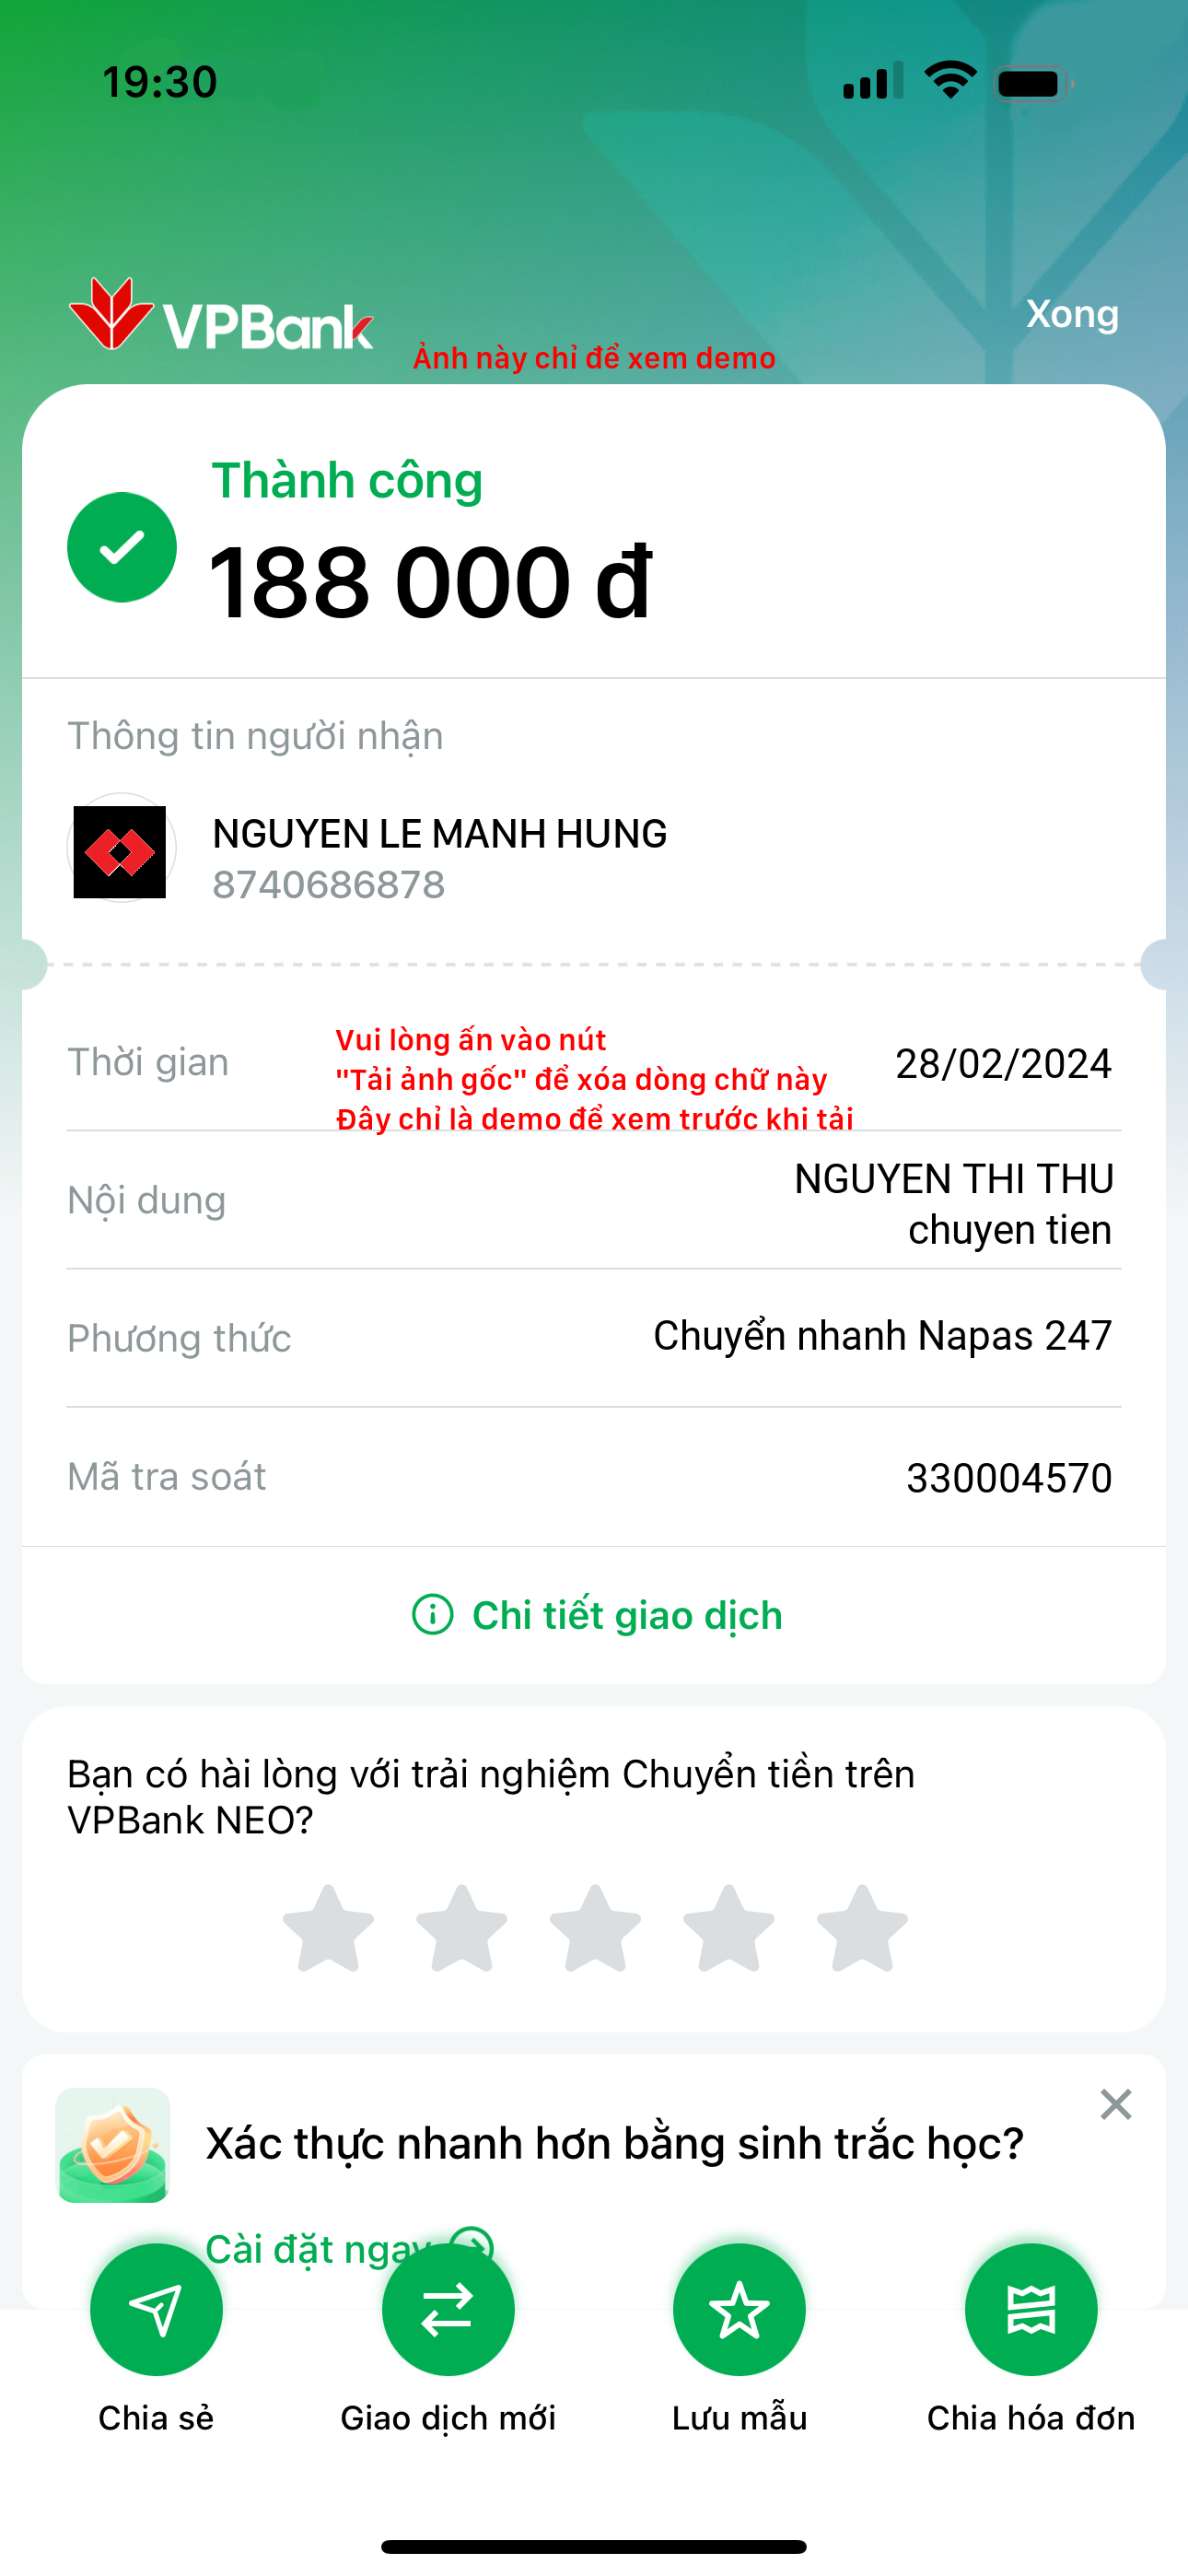 19:30
VPBank
Xong
Ảnh này chỉ để xem demo
Thành công
188 000 đ
Thông tin người nhận
NGUYEN LE MANH HUNG
8740686878
Thời gian
Vui lòng ấn vào nút
"Tải ảnh gốc" để xóa dòng chữ này
Đây chỉ là demo để xem trước khi tải
28/02/2024
Nội dung
NGUYEN THI THU
chuyen tien
Phương thức
Chuyển nhanh Napas 247
Mã tra soát
330004570
Chi tiết giao dịch
Bạn có hài lòng với trải nghiệm Chuyển tiền trên
VPBank NEO?
Xác thực nhanh hơn bằng sinh trắc học?
Cài đặt ngay
Chia sẻ
Giao dịch mới
Lưu mẫu
Chia hóa đơn